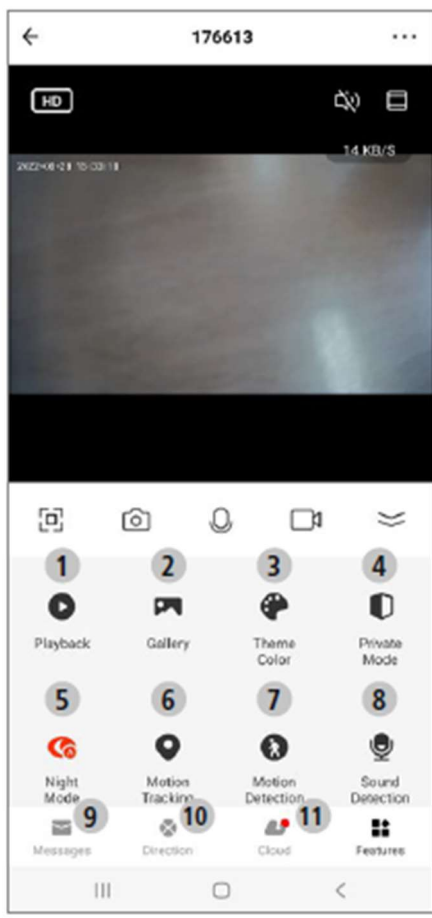 176613
HD
14 KB/S
1 2 3 4
Playback Gallery Theme Color Private Mode
5 6 7 8
Night Mode Motion Tracking Motion Detection Sound Detection
9 10 11
Messages Direction Cloud Features